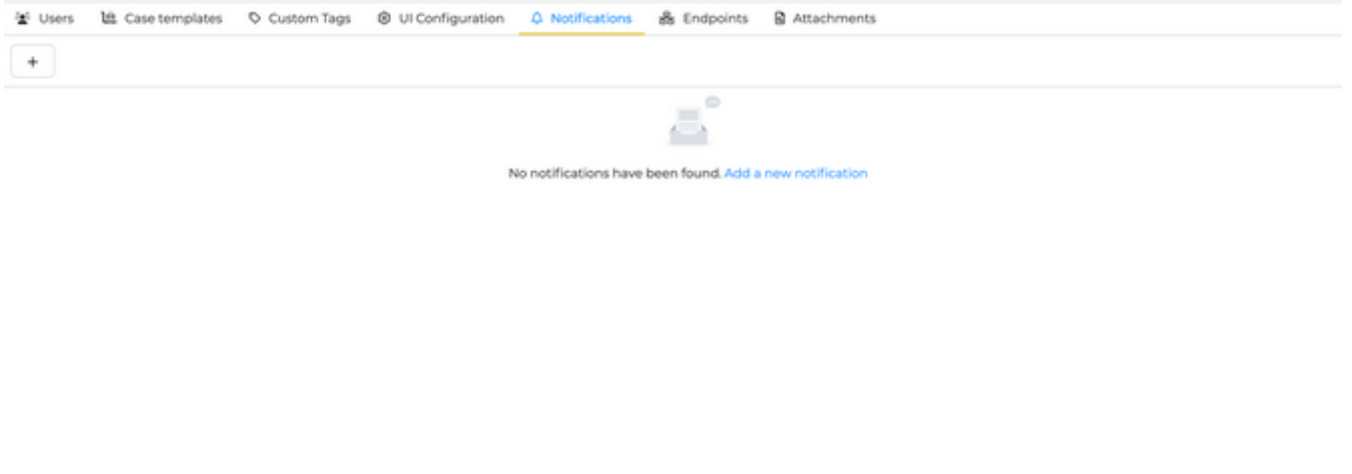 Users Case templates Custom Tags UI Configuration Notifications Endpoints Attachments
+
No notifications have been found. Add a new notification